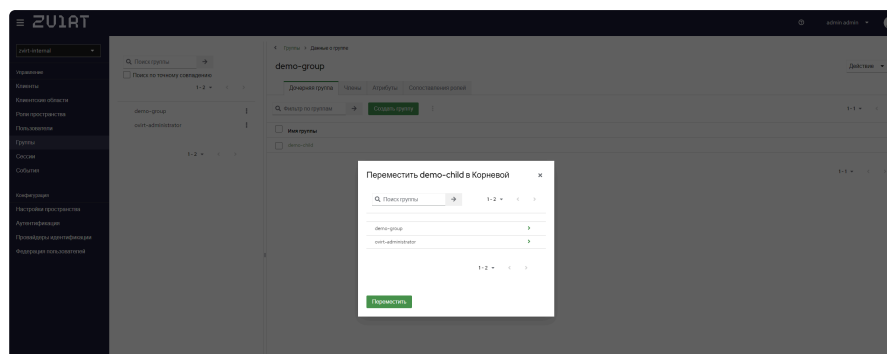 ZVIRT
admin admin
zvirt-internal
Управление
Клиенты
Клиентские области
Роли пространства
Пользователи
Группы
Сессии
События
Конфигурация
Настройки пространства
Аутентификация
Провайдеры идентификации
Федерация пользователей
Поиск группы
Поиск по точному совпадению
1 - 2
demo-group
zvirt-administrator
1 - 2
Группы
Данные о группе
demo-group
Действие
Дочерняя группа
Члены
Атрибуты
Сопоставление ролей
Фильтр по группам
Создать группу
1 - 1
Имя группы
demo-child
1 - 1
Переместить demo-child в Корневой
Поиск группы
1 - 2
demo-group
zvirt-administrator
1 - 2
Переместить